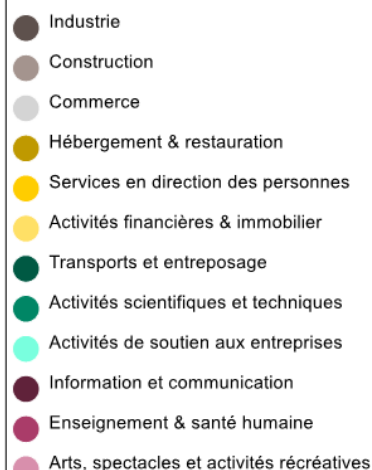 Industrie
Construction
Commerce
Hébergement & restauration
Services en direction des personnes
Activités financières & immobilier
Transports et entreposage
Activités scientifiques et techniques
Activités de soutien aux entreprises
Information et communication
Enseignement & santé humaine
Arts, spectacles et activités récréatives